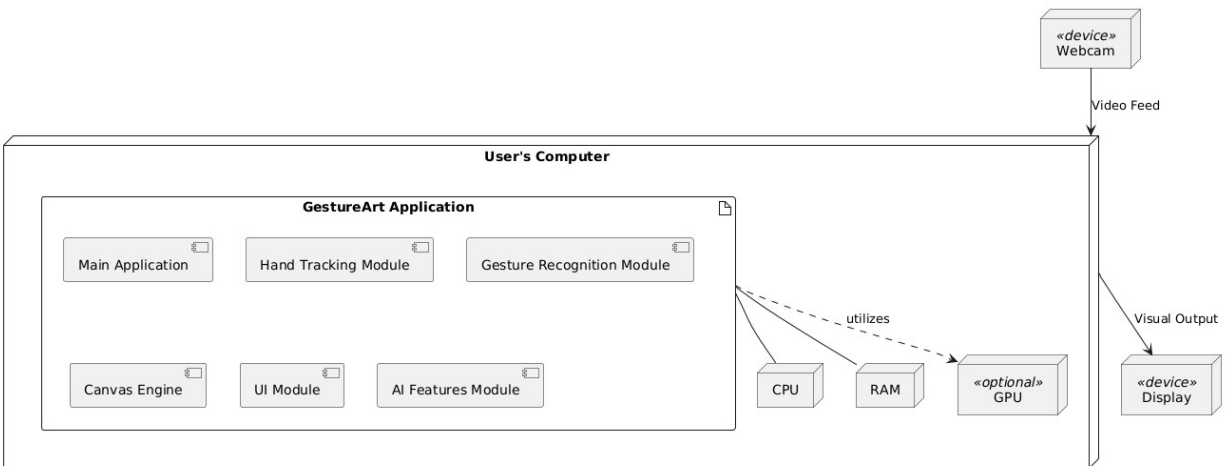 «device»
Webcam
Video Feed
User's Computer
GestureArt Application
Main Application
Hand Tracking Module
Gesture Recognition Module
utilizes
Visual Output
Canvas Engine
UI Module
AI Features Module
CPU
RAM
«optional»
GPU
«device»
Display